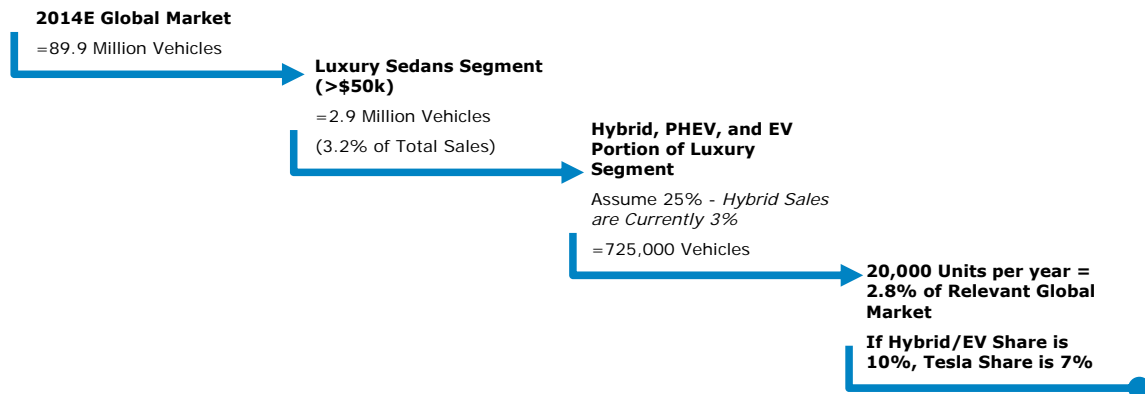 2014E Global Market
=89.9 Million Vehicles
Luxury Sedans Segment
(>$50k)
=2.9 Million Vehicles
(3.2% of Total Sales)
Hybrid, PHEV, and EV
Portion of Luxury
Segment
Assume 25% - Hybrid Sales
are Currently 3%
=725,000 Vehicles
20,000 Units per year =
2.8% of Relevant Global
Market
If Hybrid/EV Share is
10%, Tesla Share is 7%